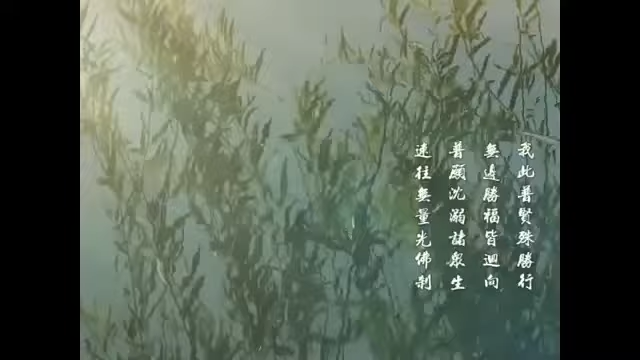 我此普賢殊勝行
無邊勝福皆迴向
普願沈溺諸眾生
速往無量光佛剎